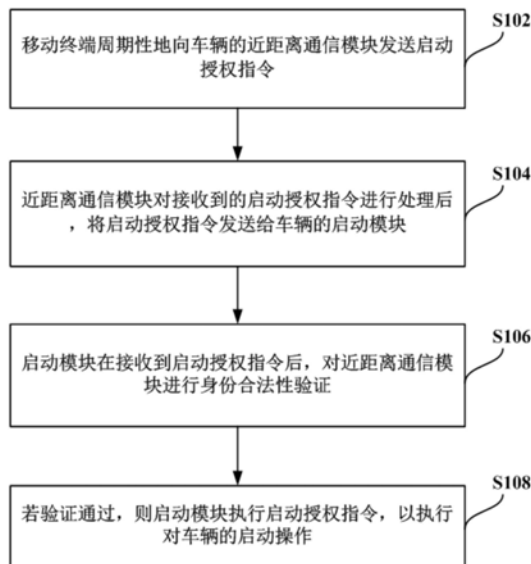 S102
移动终端周期性地向车辆的近距离通信模块发送启动
授权指令
S104
近距离通信模块对接收到的启动授权指令进行处理后
，将启动授权指令发送给车辆的启动模块
S106
启动模块在接收到启动授权指令后，对近距离通信模
块进行身份合法性验证
S108
若验证通过，则启动模块执行启动授权指令，以执行
对车辆的启动操作